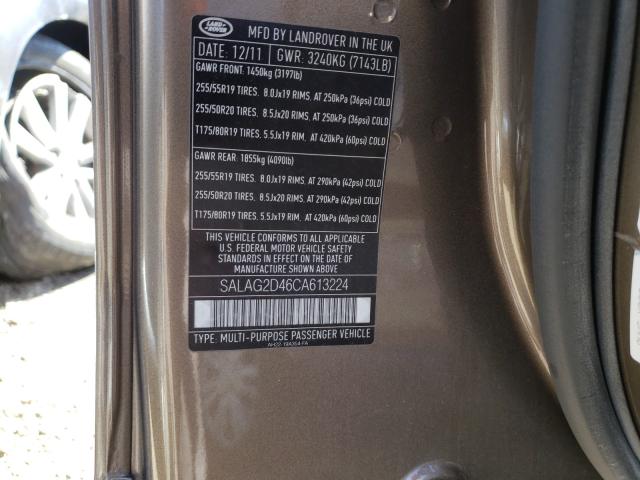 LAND ROVER
MFD BY LANDROVER IN THE UK
DATE: 12/11 GWR: 3240KG (7143LB)
GAWR FRONT: 1450kg (3197lb)
255/55R19 TIRES, 8.0Jx19 RIMS, AT 250kPa (36psi) COLD
255/50R20 TIRES, 8.5Jx20 RIMS, AT 250kPa (36psi) COLD
T175/80R19 TIRES, 5.5Jx19 RIM, AT 420kPa (60psi) COLD
GAWR REAR: 1855kg (4090lb)
255/55R19 TIRES, 8.0Jx19 RIMS, AT 290kPa (42psi) COLD
255/50R20 TIRES, 8.5Jx20 RIMS, AT 290kPa (42psi) COLD
T175/80R19 TIRES, 5.5Jx19 RIM, AT 420kPa (60psi) COLD
THIS VEHICLE CONFORMS TO ALL APPLICABLE
U.S. FEDERAL MOTOR VEHICLE SAFETY
STANDARDS IN EFFECT ON THE DATE OF
MANUFACTURE SHOWN ABOVE
SALAG2D46CA613224
TYPE: MULTI-PURPOSE PASSENGER VEHICLE